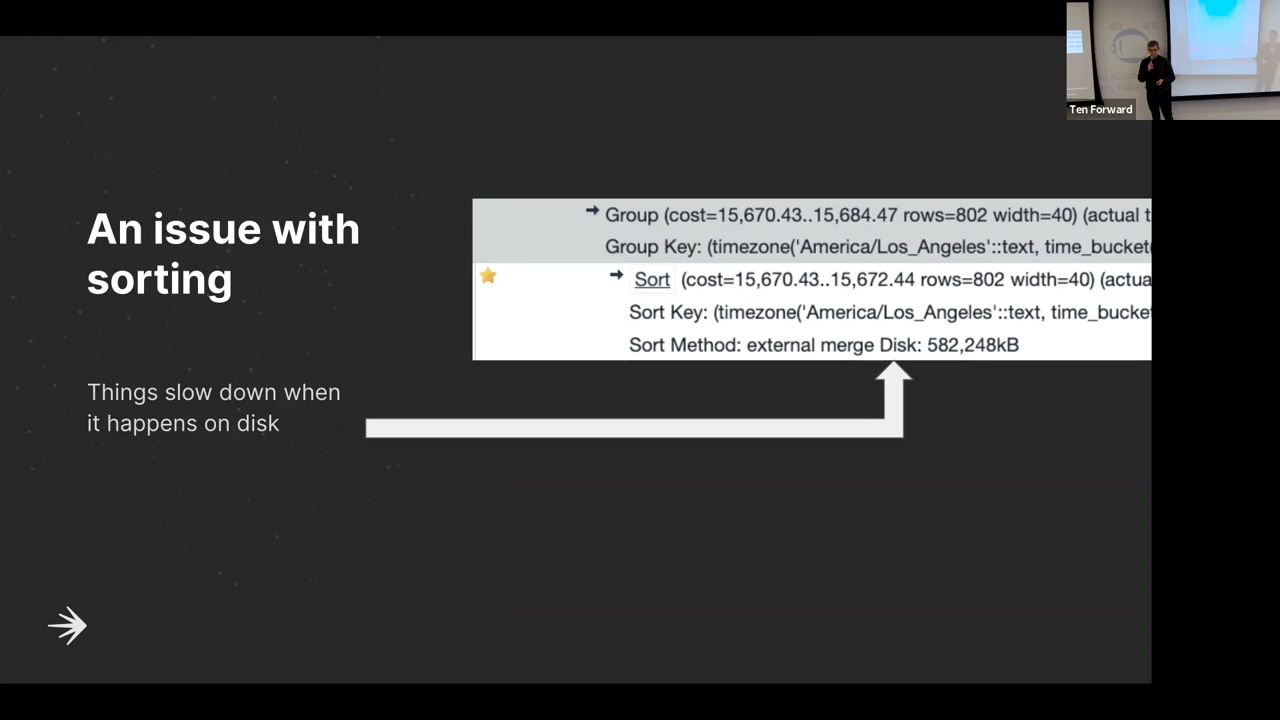 Ten Forward
An issue with
sorting
Things slow down when
it happens on disk
Group (cost=15,670.43..15,684.47 rows=802 width=40) (actual t
Group Key: (timezone('America/Los_Angeles'::text, time_bucket(
Sort (cost=15,670.43..15,672.44 rows=802 width=40) (actua
Sort Key: (timezone('America/Los_Angeles'::text, time_bucke
Sort Method: external merge Disk: 582,248kB